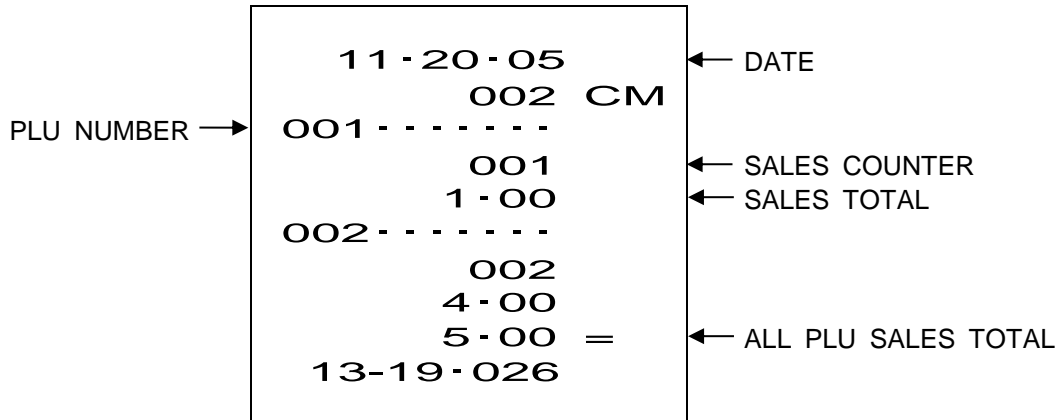 11-20-05 DATE
002 CM
PLU NUMBER 001-------
001 SALES COUNTER
1-00 SALES TOTAL
002-------
002
4-00
5-00 = ALL PLU SALES TOTAL
13-19-026